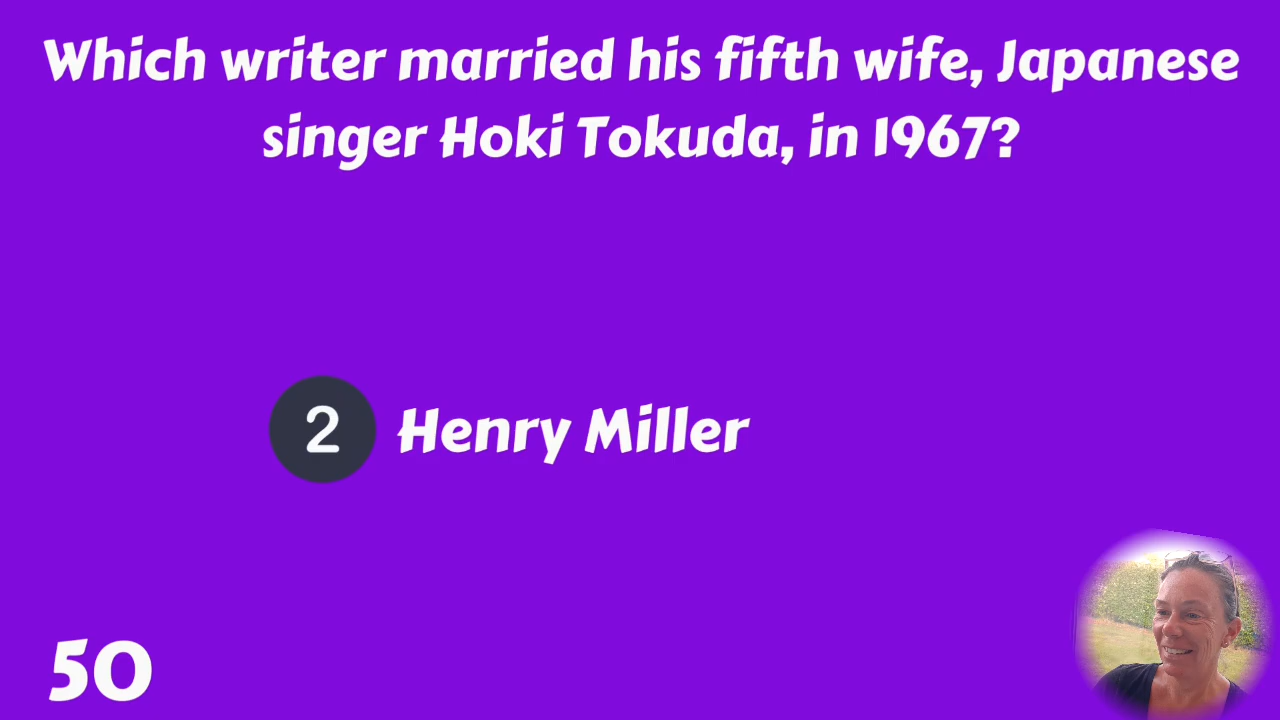 Which writer married his fifth wife, Japanese
singer Hoki Tokuda, in 1967?
2 Henry Miller
50